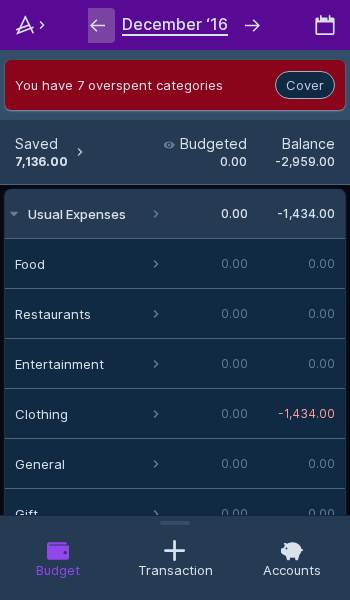 December ‘16
You have 7 overspent categories Cover
Saved Budgeted Balance
7,136.00 0.00 -2,959.00
Usual Expenses 0.00 -1,434.00
Food 0.00 0.00
Restaurants 0.00 0.00
Entertainment 0.00 0.00
Clothing 0.00 -1,434.00
General 0.00 0.00
Gift 0.00 0.00
Budget Transaction Accounts